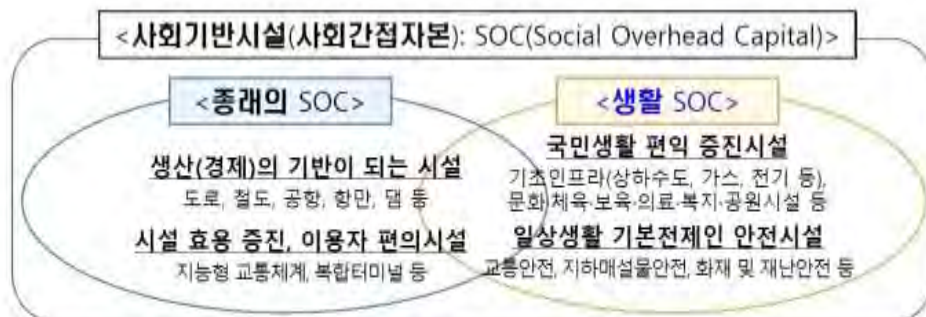 <사회기반시설(사회간접자본): SOC(Social Overhead Capital)>
<종래의 SOC>
생산(경제)의 기반이 되는 시설
도로, 철도, 공항, 항만, 댐 등
시설 효용 증진, 이용자 편의시설
지능형 교통체계, 복합터미널 등
<생활 SOC>
국민생활 편익 증진시설
기초인프라(상하수도, 가스, 전기 등),
문화·체육·보육·의료·복지·공원시설 등
일상생활 기본전제인 안전시설
교통안전, 지하매설물안전, 화재 및 재난안전 등